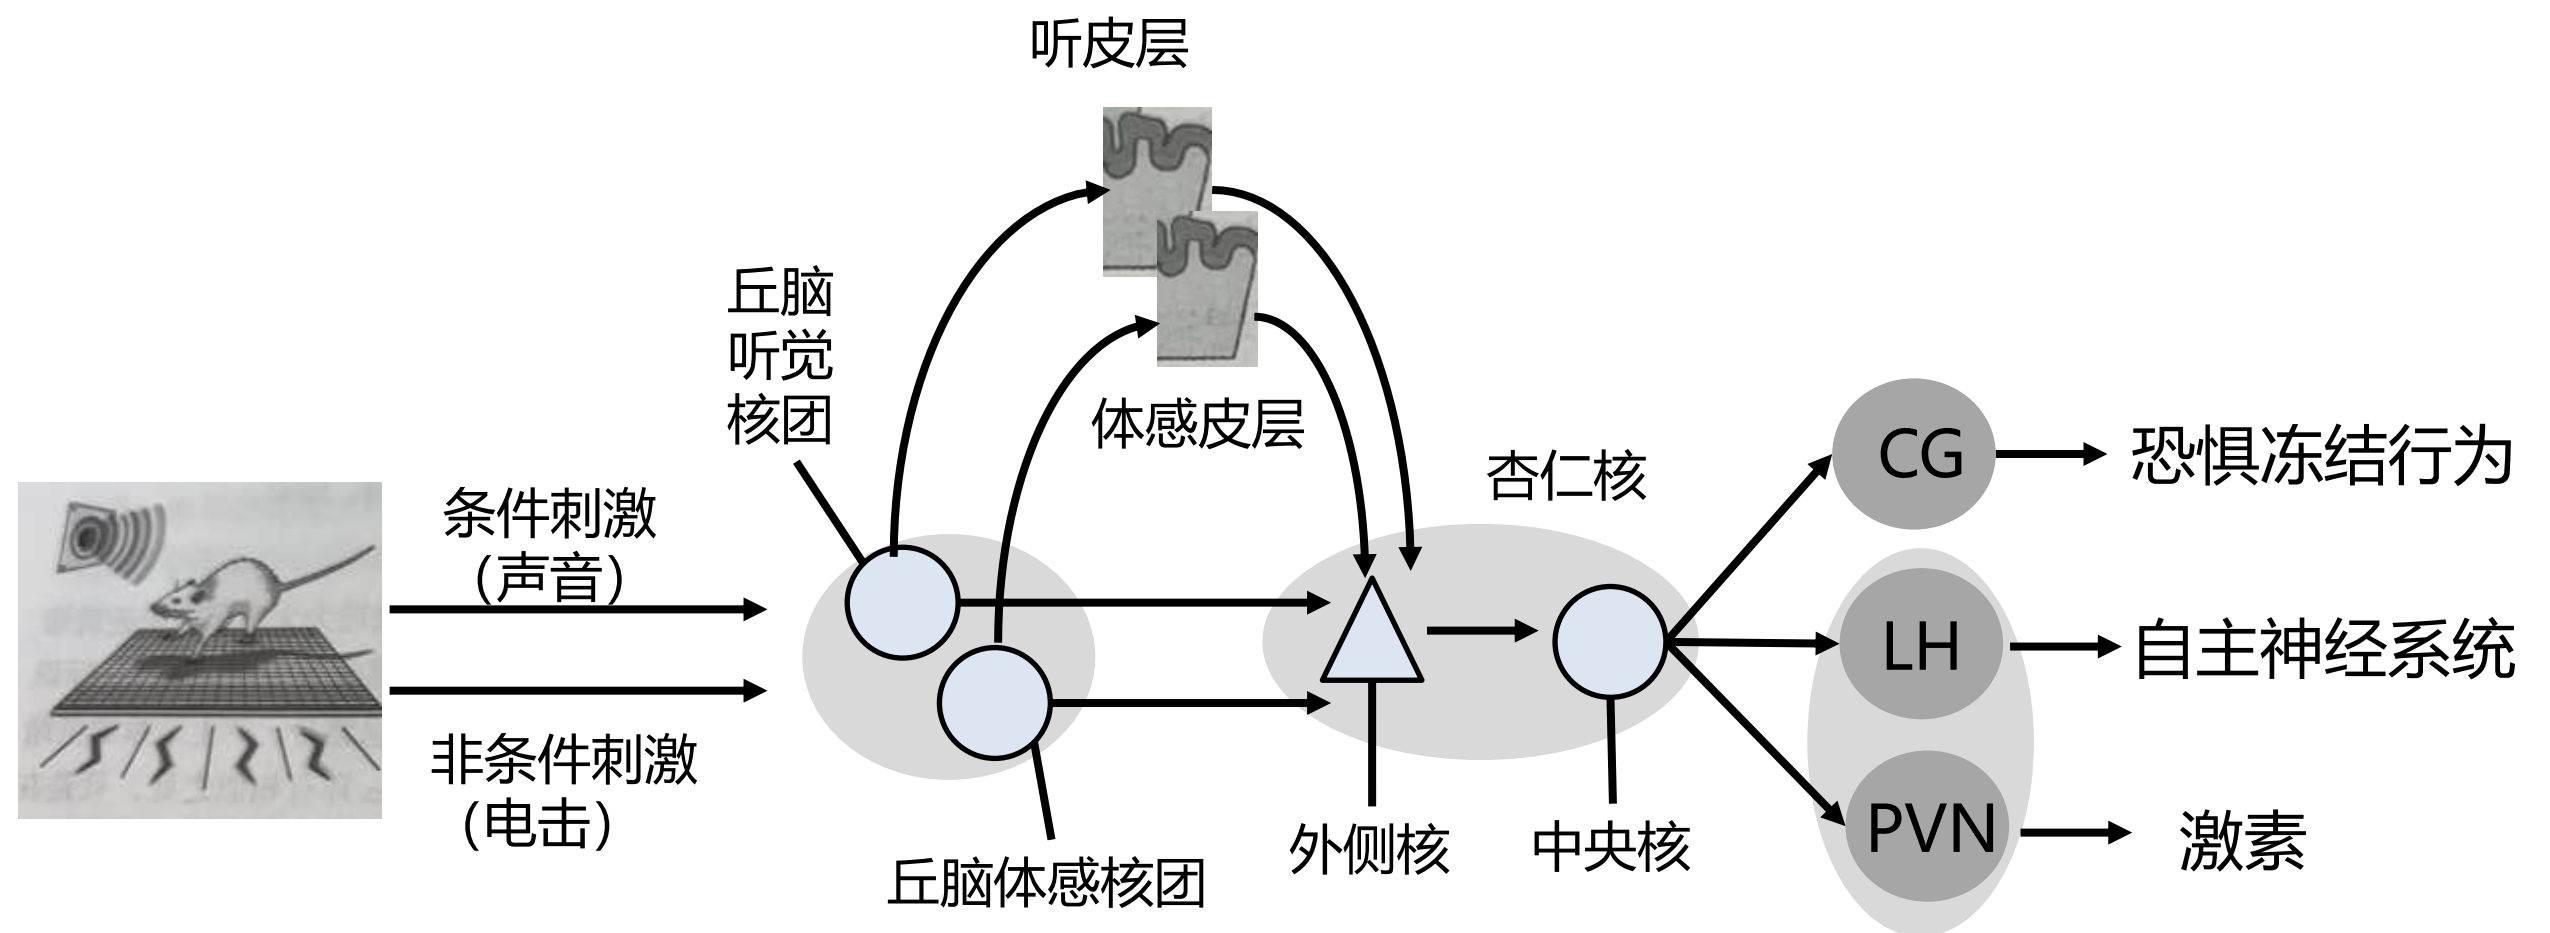 听皮层
丘脑
听觉
核团
体感皮层
条件刺激
（声音）
非条件刺激
（电击）
丘脑体感核团
杏仁核
外侧核
中央核
CG
恐惧冻结行为
LH
自主神经系统
PVN
激素